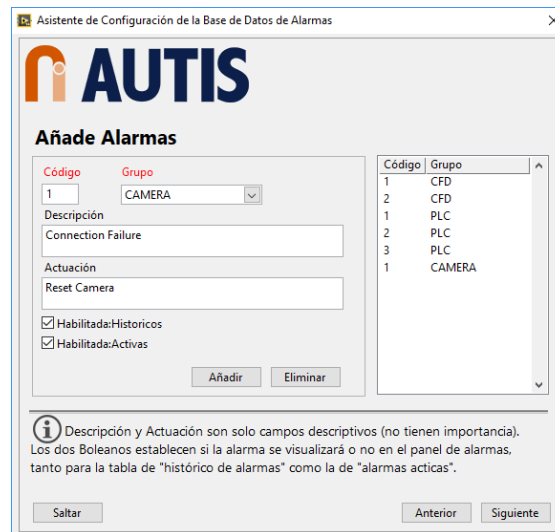 Asistente de Configuración de la Base de Datos de Alarmas
AUTIS
Añade Alarmas
Código Grupo
1 CAMERA
Descripción
Connection Failure
Actuación
Reset Camera
Habilitada:Historicos
Habilitada:Activas
Añadir Eliminar
Código Grupo
1 CFD
2 CFD
1 PLC
2 PLC
3 PLC
1 CAMERA
Descripción y Actuación son solo campos descriptivos (no tienen importancia).
Los dos Boleanos establecen si la alarma se visualizará o no en el panel de alarmas,
tanto para la tabla de "histórico de alarmas" como la de "alarmas acticas".
Saltar Anterior Siguiente